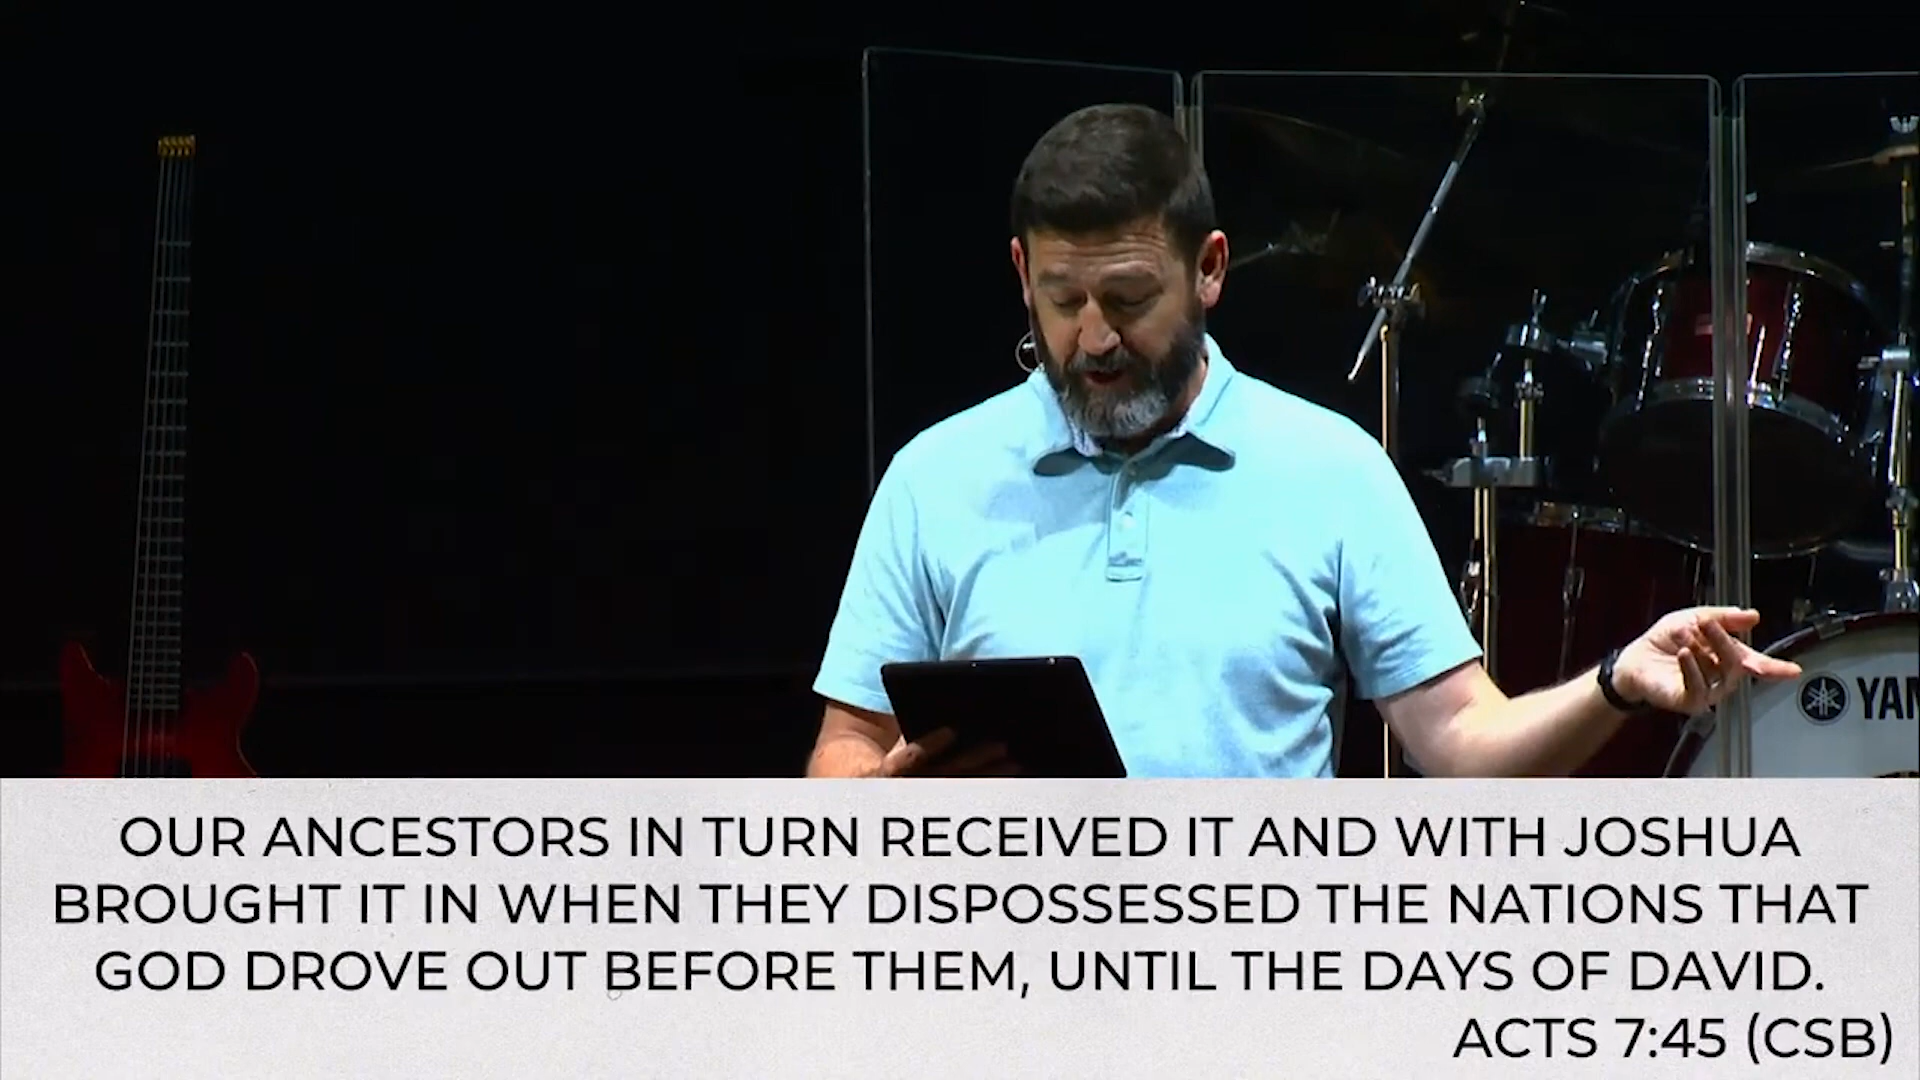 YAM
OUR ANCESTORS IN TURN RECEIVED IT AND WITH JOSHUA
BROUGHT IT IN WHEN THEY DISPOSSESSED THE NATIONS THAT
GOD DROVE OUT BEFORE THEM, UNTIL THE DAYS OF DAVID.
ACTS 7:45 (CSB)